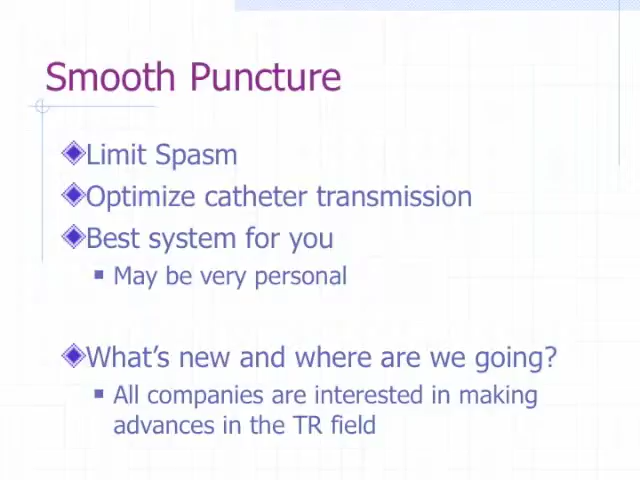 Smooth Puncture
Limit Spasm
Optimize catheter transmission
Best system for you
May be very personal
What's new and where are we going?
All companies are interested in making
advances in the TR field